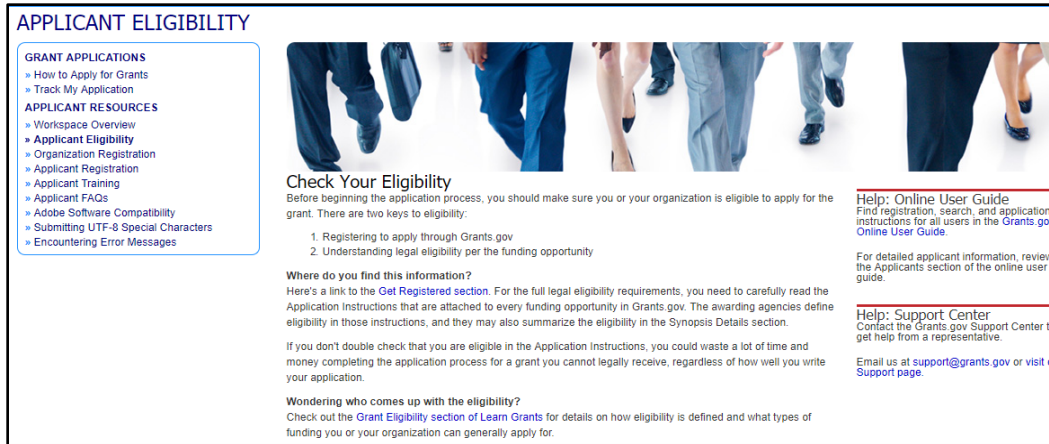 APPLICANT ELIGIBILITY
GRANT APPLICATIONS
» How to Apply for Grants
» Track My Application
APPLICANT RESOURCES
» Workspace Overview
» Applicant Eligibility
» Organization Registration
» Applicant Registration
» Applicant Training
» Applicant FAQs
» Adobe Software Compatibility
» Submitting UTF-8 Special Characters
» Encountering Error Messages
Check Your Eligibility
Before beginning the application process, you should make sure you or your organization is eligible to apply for the
grant. There are two keys to eligibility:
1. Registering to apply through Grants.gov
2. Understanding legal eligibility per the funding opportunity
Where do you find this information?
Here's a link to the Get Registered section. For the full legal eligibility requirements, you need to carefully read the
Application Instructions that are attached to every funding opportunity in Grants.gov. The awarding agencies define
eligibility in those instructions, and they may also summarize the eligibility in the Synopsis Details section.
If you don't double check that you are eligible in the Application Instructions, you could waste a lot of time and
money completing the application process for a grant you cannot legally receive, regardless of how well you write
your application.
Wondering who comes up with the eligibility?
Check out the Grant Eligibility section of Learn Grants for details on how eligibility is defined and what types of
funding you or your organization can generally apply for.
Help: Online User Guide
Find registration, search, and application
instructions for all users in the Grants.go
Online User Guide.
For detailed applicant information, review
the Applicants section of the online user
guide.
Help: Support Center
Contact the Grants.gov Support Center t
get help from a representative.
Email us at support@grants.gov or visit
Support page.